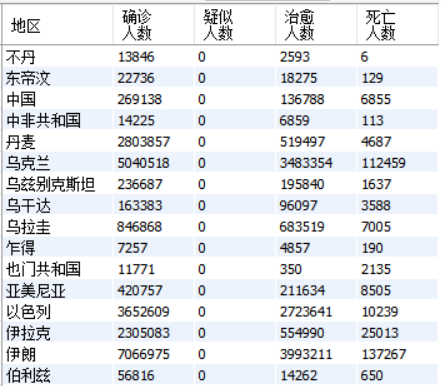 地区 确诊人数 疑似人数 治愈人数 死亡人数
不丹 13846 0 2593 6
东帝汶 22736 0 18275 129
中国 269138 0 136788 6855
中非共和国 14225 0 6859 113
丹麦 2803857 0 519497 4687
乌克兰 5040518 0 3483354 112459
乌兹别克斯坦 236687 0 195840 1637
乌干达 163383 0 96097 3588
乌拉圭 846868 0 683519 7005
乍得 7257 0 4857 190
也门共和国 11771 0 350 2135
亚美尼亚 420757 0 211634 8505
以色列 3652609 0 2723641 10239
伊拉克 2305083 0 554990 25013
伊朗 7066975 0 3993211 137267
伯利兹 56816 0 14262 650